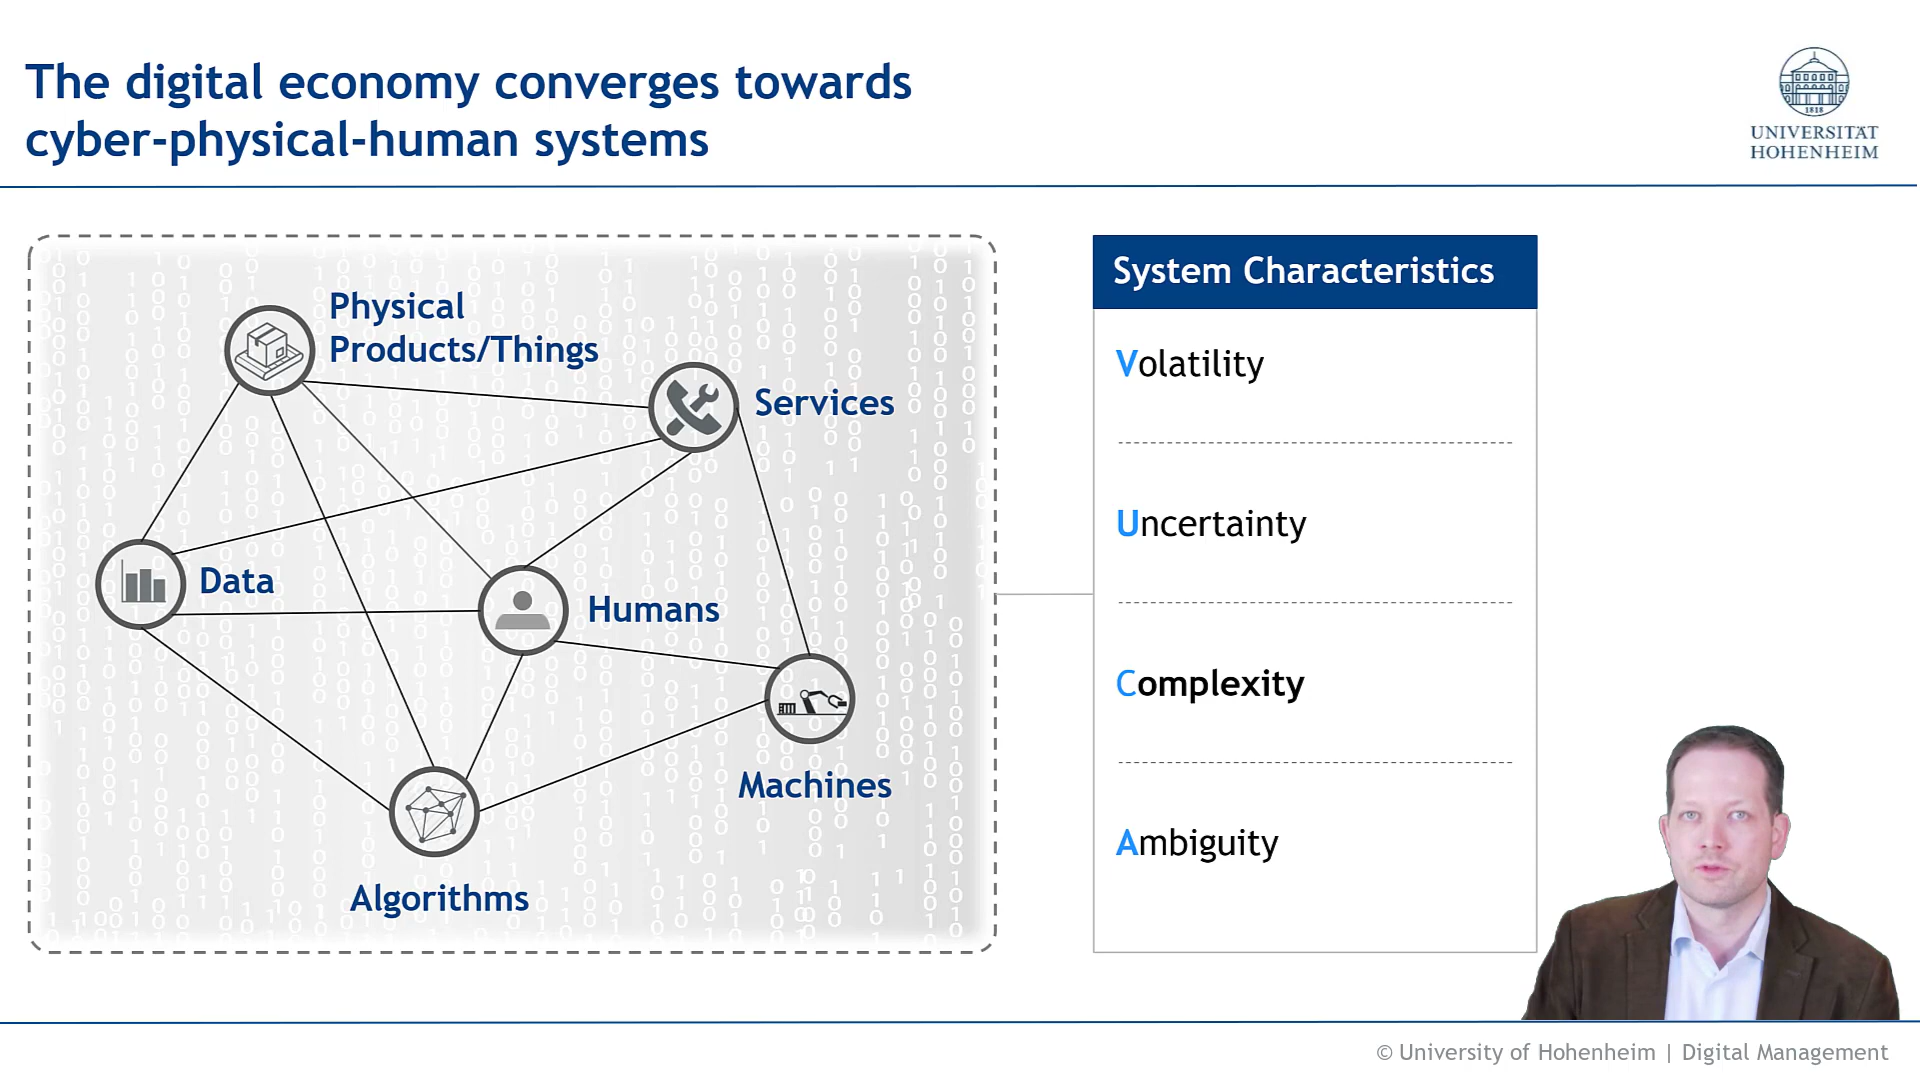 The digital economy converges towards
cyber-physical-human systems
1818
UNIVERSITÄT
HOHENHEIM
Physical
Products/Things
Services
Data
Humans
Machines
Algorithms
System Characteristics
Volatility
Uncertainty
Complexity
Ambiguity
© University of Hohenheim | Digital Management